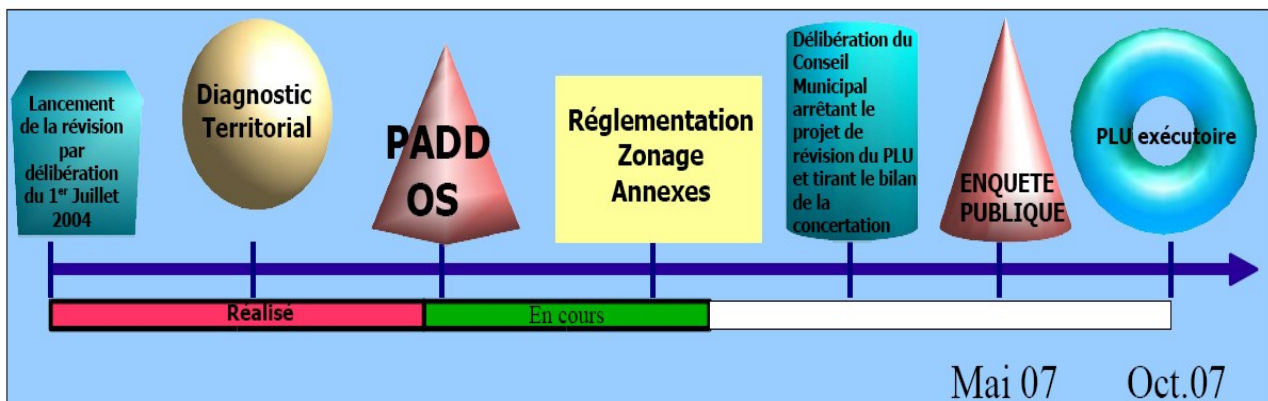 Lancement
de la révision
par
délibération
du 1er Juillet
2004
Diagnostic
Territorial
PADD
OS
Réglementation
Zonage
Annexes
Délibération du
Conseil
Municipal
arrêtant le
projet de
révision du PLU
et tirant le bilan
de la
concertation
ENQUETE
PUBLIQUE
PLU exécutoire
Réalisé
En cours
Mai 07
Oct.07